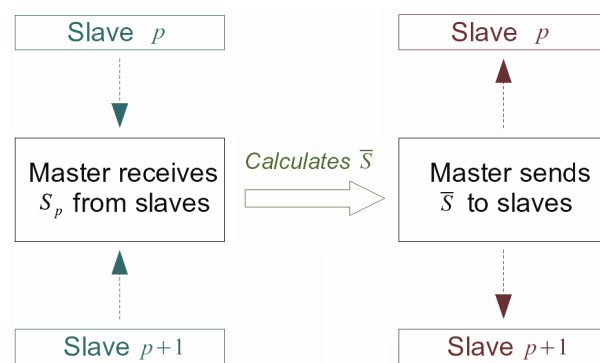 Slave p
Slave p
Master receives
S_p from slaves
Calculates S̅
Master sends
S̅ to slaves
Slave p+1
Slave p+1